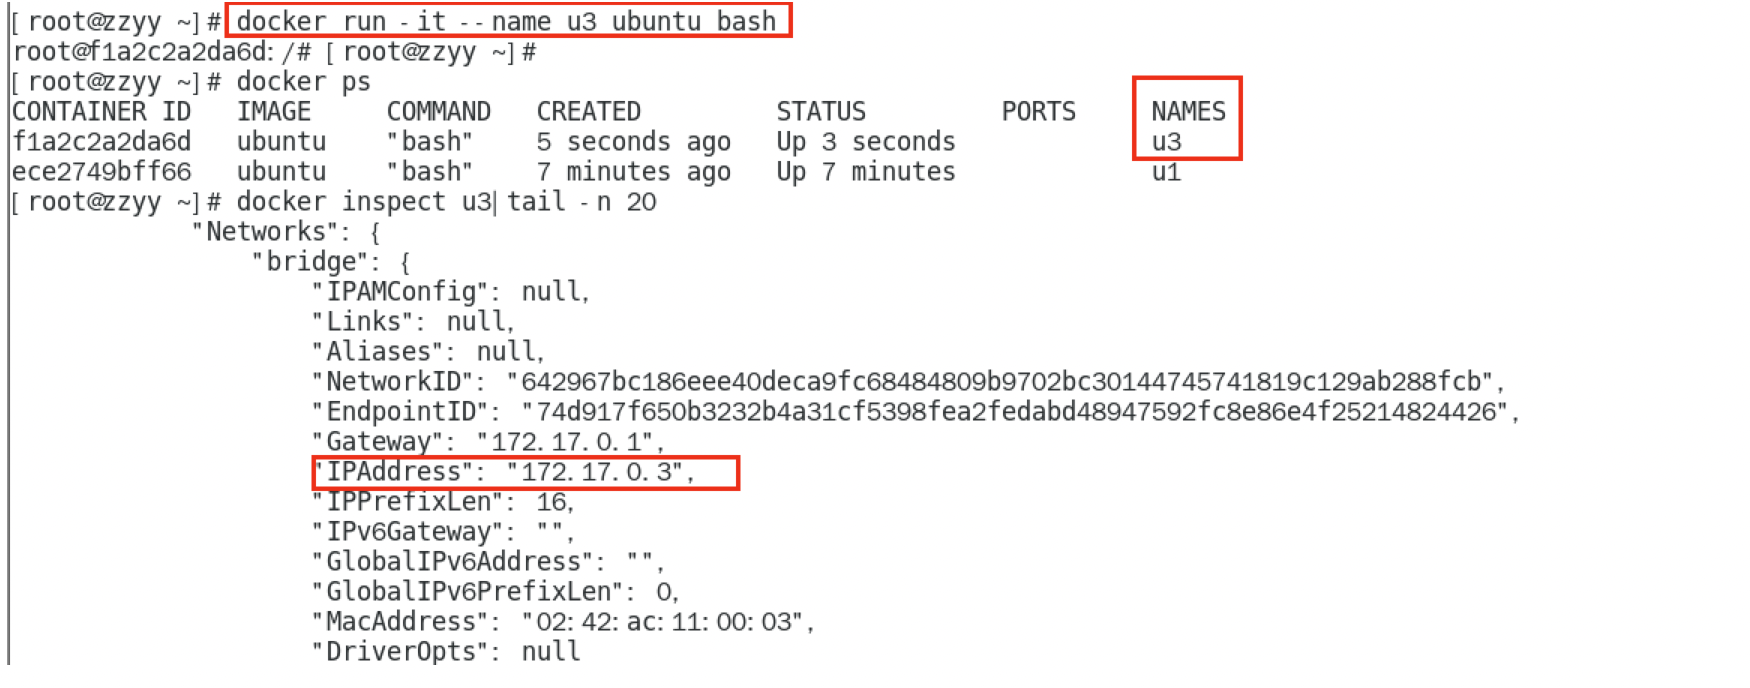 [root@zzyy ~]# docker run -it --name u3 ubuntu bash
root@f1a2c2a2da6d:/# [root@zzyy ~]#
[root@zzyy ~]# docker ps
CONTAINER ID   IMAGE     COMMAND   CREATED         STATUS         PORTS     NAMES
f1a2c2a2da6d   ubuntu    "bash"    5 seconds ago   Up 3 seconds             u3
ece2749bff66   ubuntu    "bash"    7 minutes ago   Up 7 minutes             u1
[root@zzyy ~]# docker inspect u3|tail -n 20
            "Networks": {
                "bridge": {
                    "IPAMConfig": null,
                    "Links": null,
                    "Aliases": null,
                    "NetworkID": "642967bc186eee40deca9fc68484809b9702bc30144745741819c129ab288fcb",
                    "EndpointID": "74d917f650b3232b4a31cf5398fea2fedabd48947592fc8e86e4f25214824426",
                    "Gateway": "172.17.0.1",
                    "IPAddress": "172.17.0.3",
                    "IPPrefixLen": 16,
                    "IPv6Gateway": "",
                    "GlobalIPv6Address": "",
                    "GlobalIPv6PrefixLen": 0,
                    "MacAddress": "02:42:ac:11:00:03",
                    "DriverOpts": null